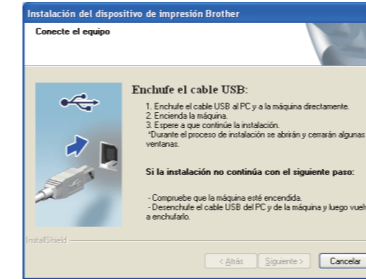 Instalación del dispositivo de impresión Brother
Conecte el equipo
Enchufe el cable USB:
1. Enchufe el cable USB al PC y a la máquina directamente.
2. Encienda la máquina.
3. Espere a que continúe la instalación.
*Durante el proceso de instalación se abrirán y cerrarán algunas
ventanas.
Si la instalación no continúa con el siguiente paso:
- Compruebe que la máquina esté encendida.
- Desenchufe el cable USB del PC y de la máquina y luego
a enchufarlo.
InstallShield
< Atrás Siguiente > Cancelar